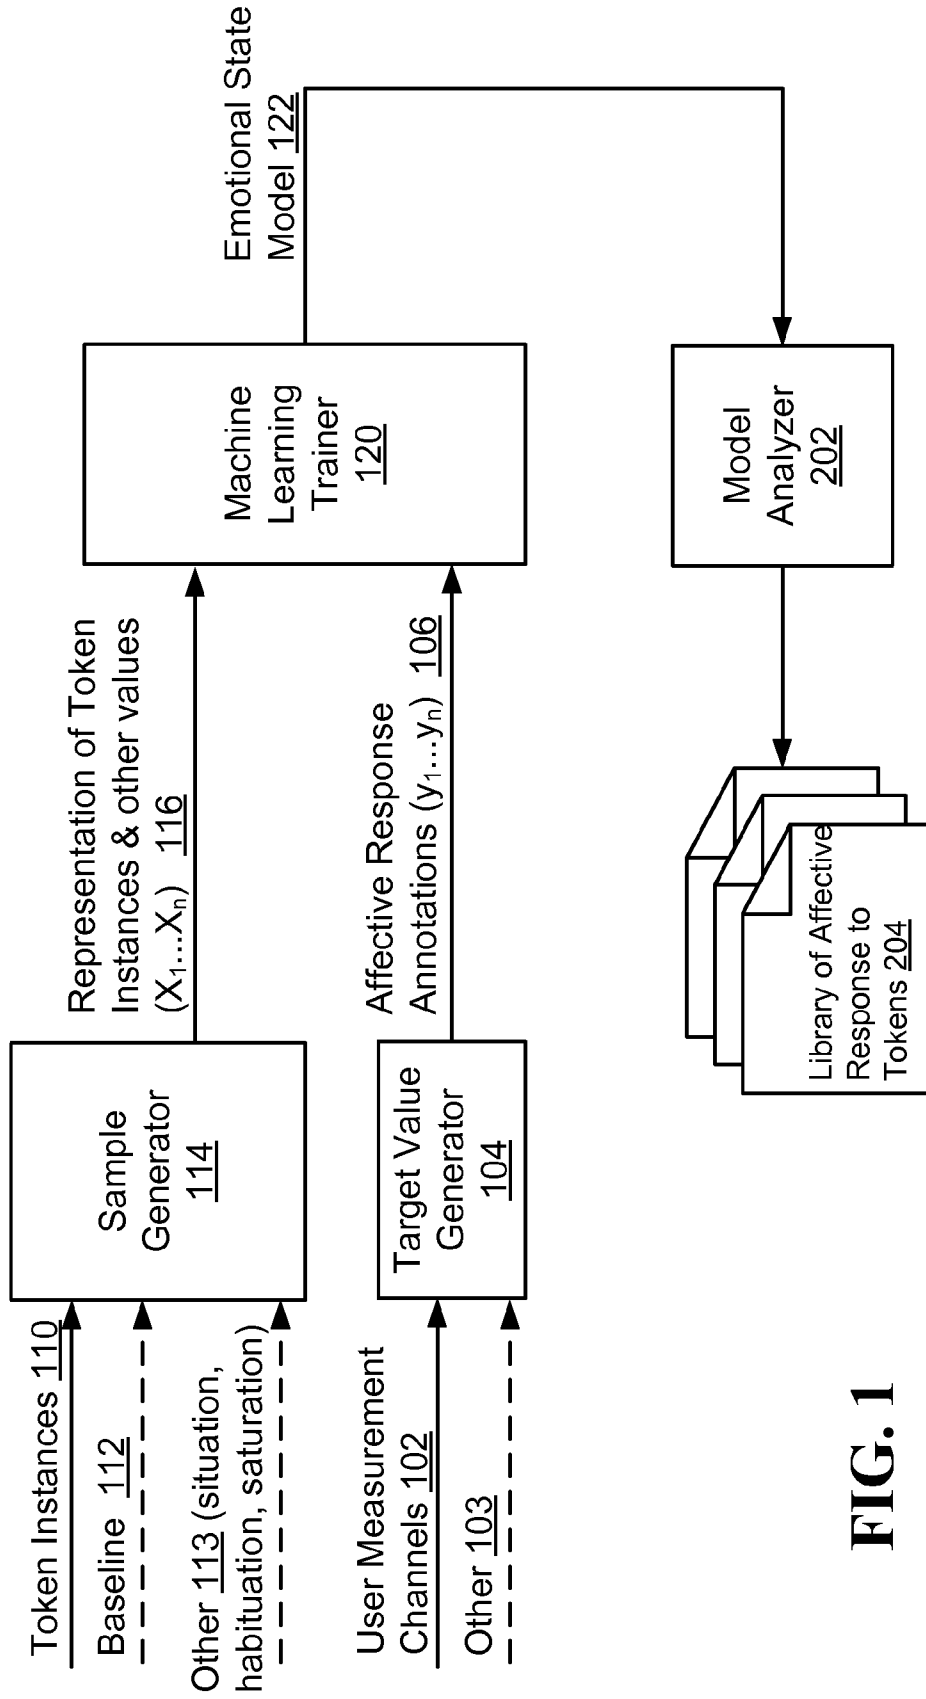 Token Instances 110
Baseline 112
Other 113 (situation,
habituation, saturation)
Sample
Generator
114
Representation of Token
Instances & other values
(X₁...Xₙ) 116
User Measurement
Channels 102
Other 103
Target Value
Generator
104
Affective Response
Annotations (y₁...yₙ) 106
Machine
Learning
Trainer
120
Emotional State
Model 122
Model
Analyzer
202
Library of Affective
Response to
Tokens 204
FIG. 1